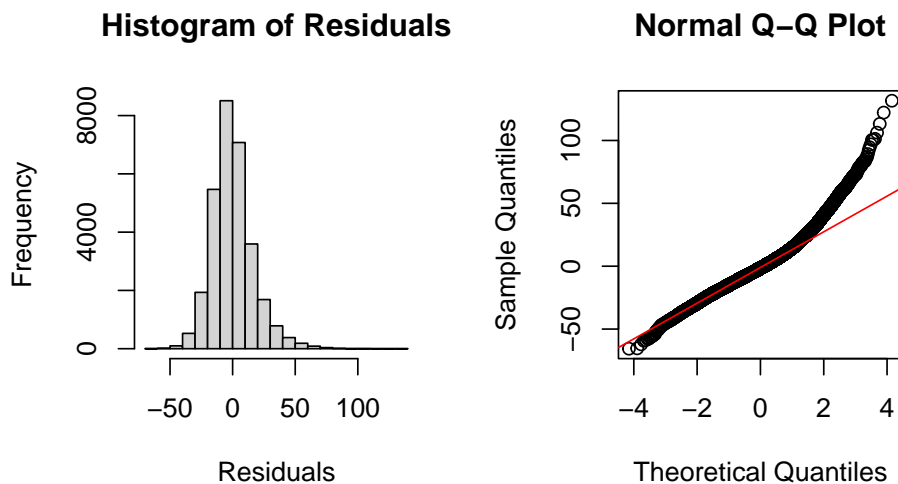 Histogram of Residuals
Frequency
0
4000
8000
−50
0
50
100
Residuals
Normal Q−Q Plot
Sample Quantiles
−50
0
50
100
−4
−2
0
2
4
Theoretical Quantiles